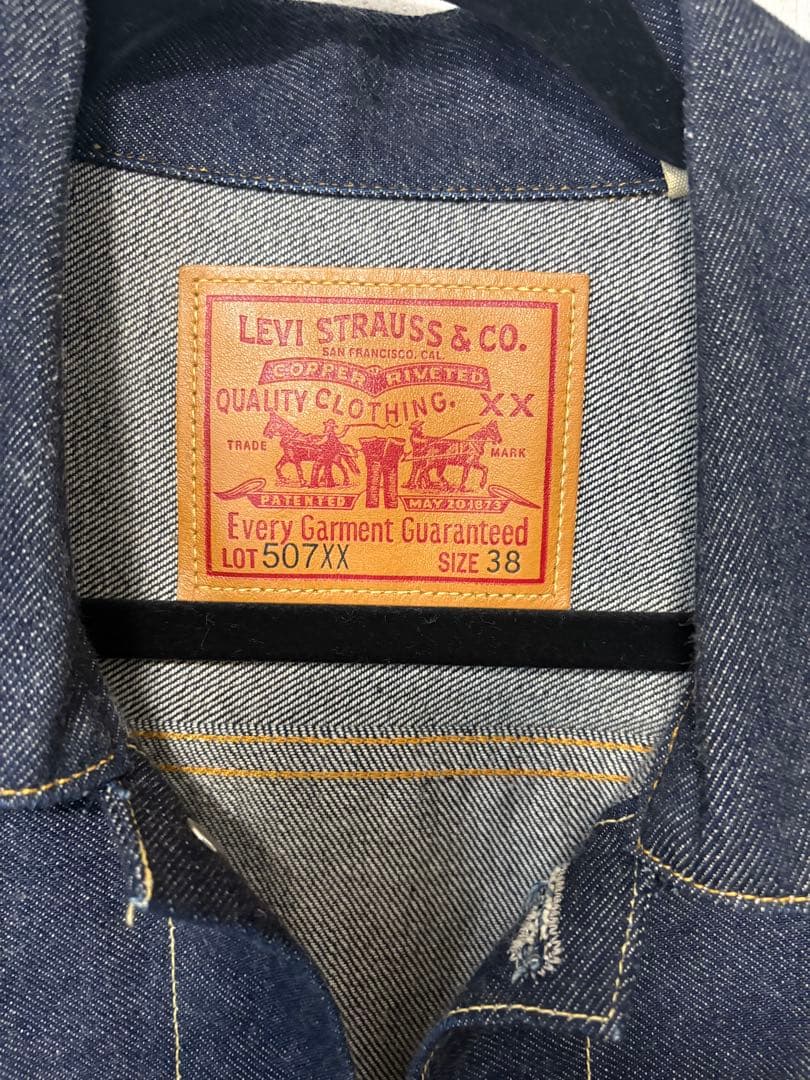 LEVI STRAUSS & CO.
SAN FRANCISCO. CAL.
COPPER RIVETED
QUALITY CLOTHING. XX
TRADE MARK
PATENTED MAY 20 1873
Every Garment Guaranteed
LOT 507XX SIZE 38